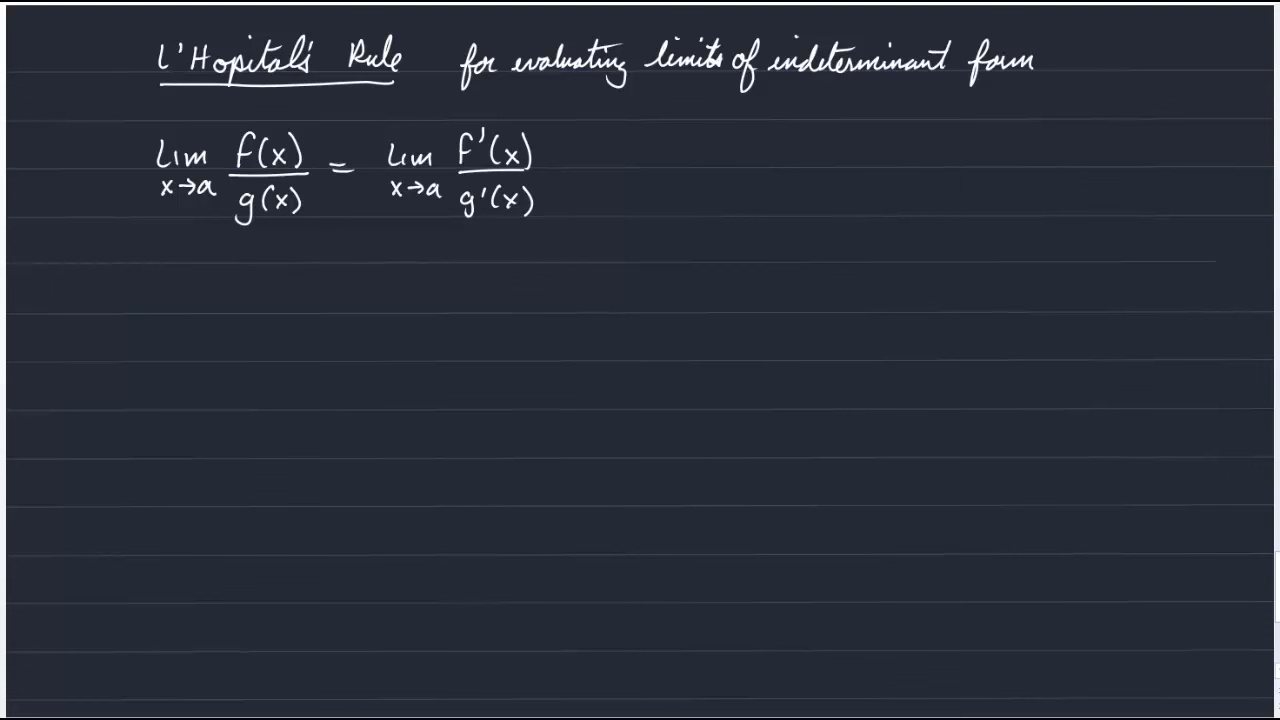 L'Hopital's Rule for evaluating limits of indeterminant form
lim x→a f(x)/g(x) = lim x→a f'(x)/g'(x)